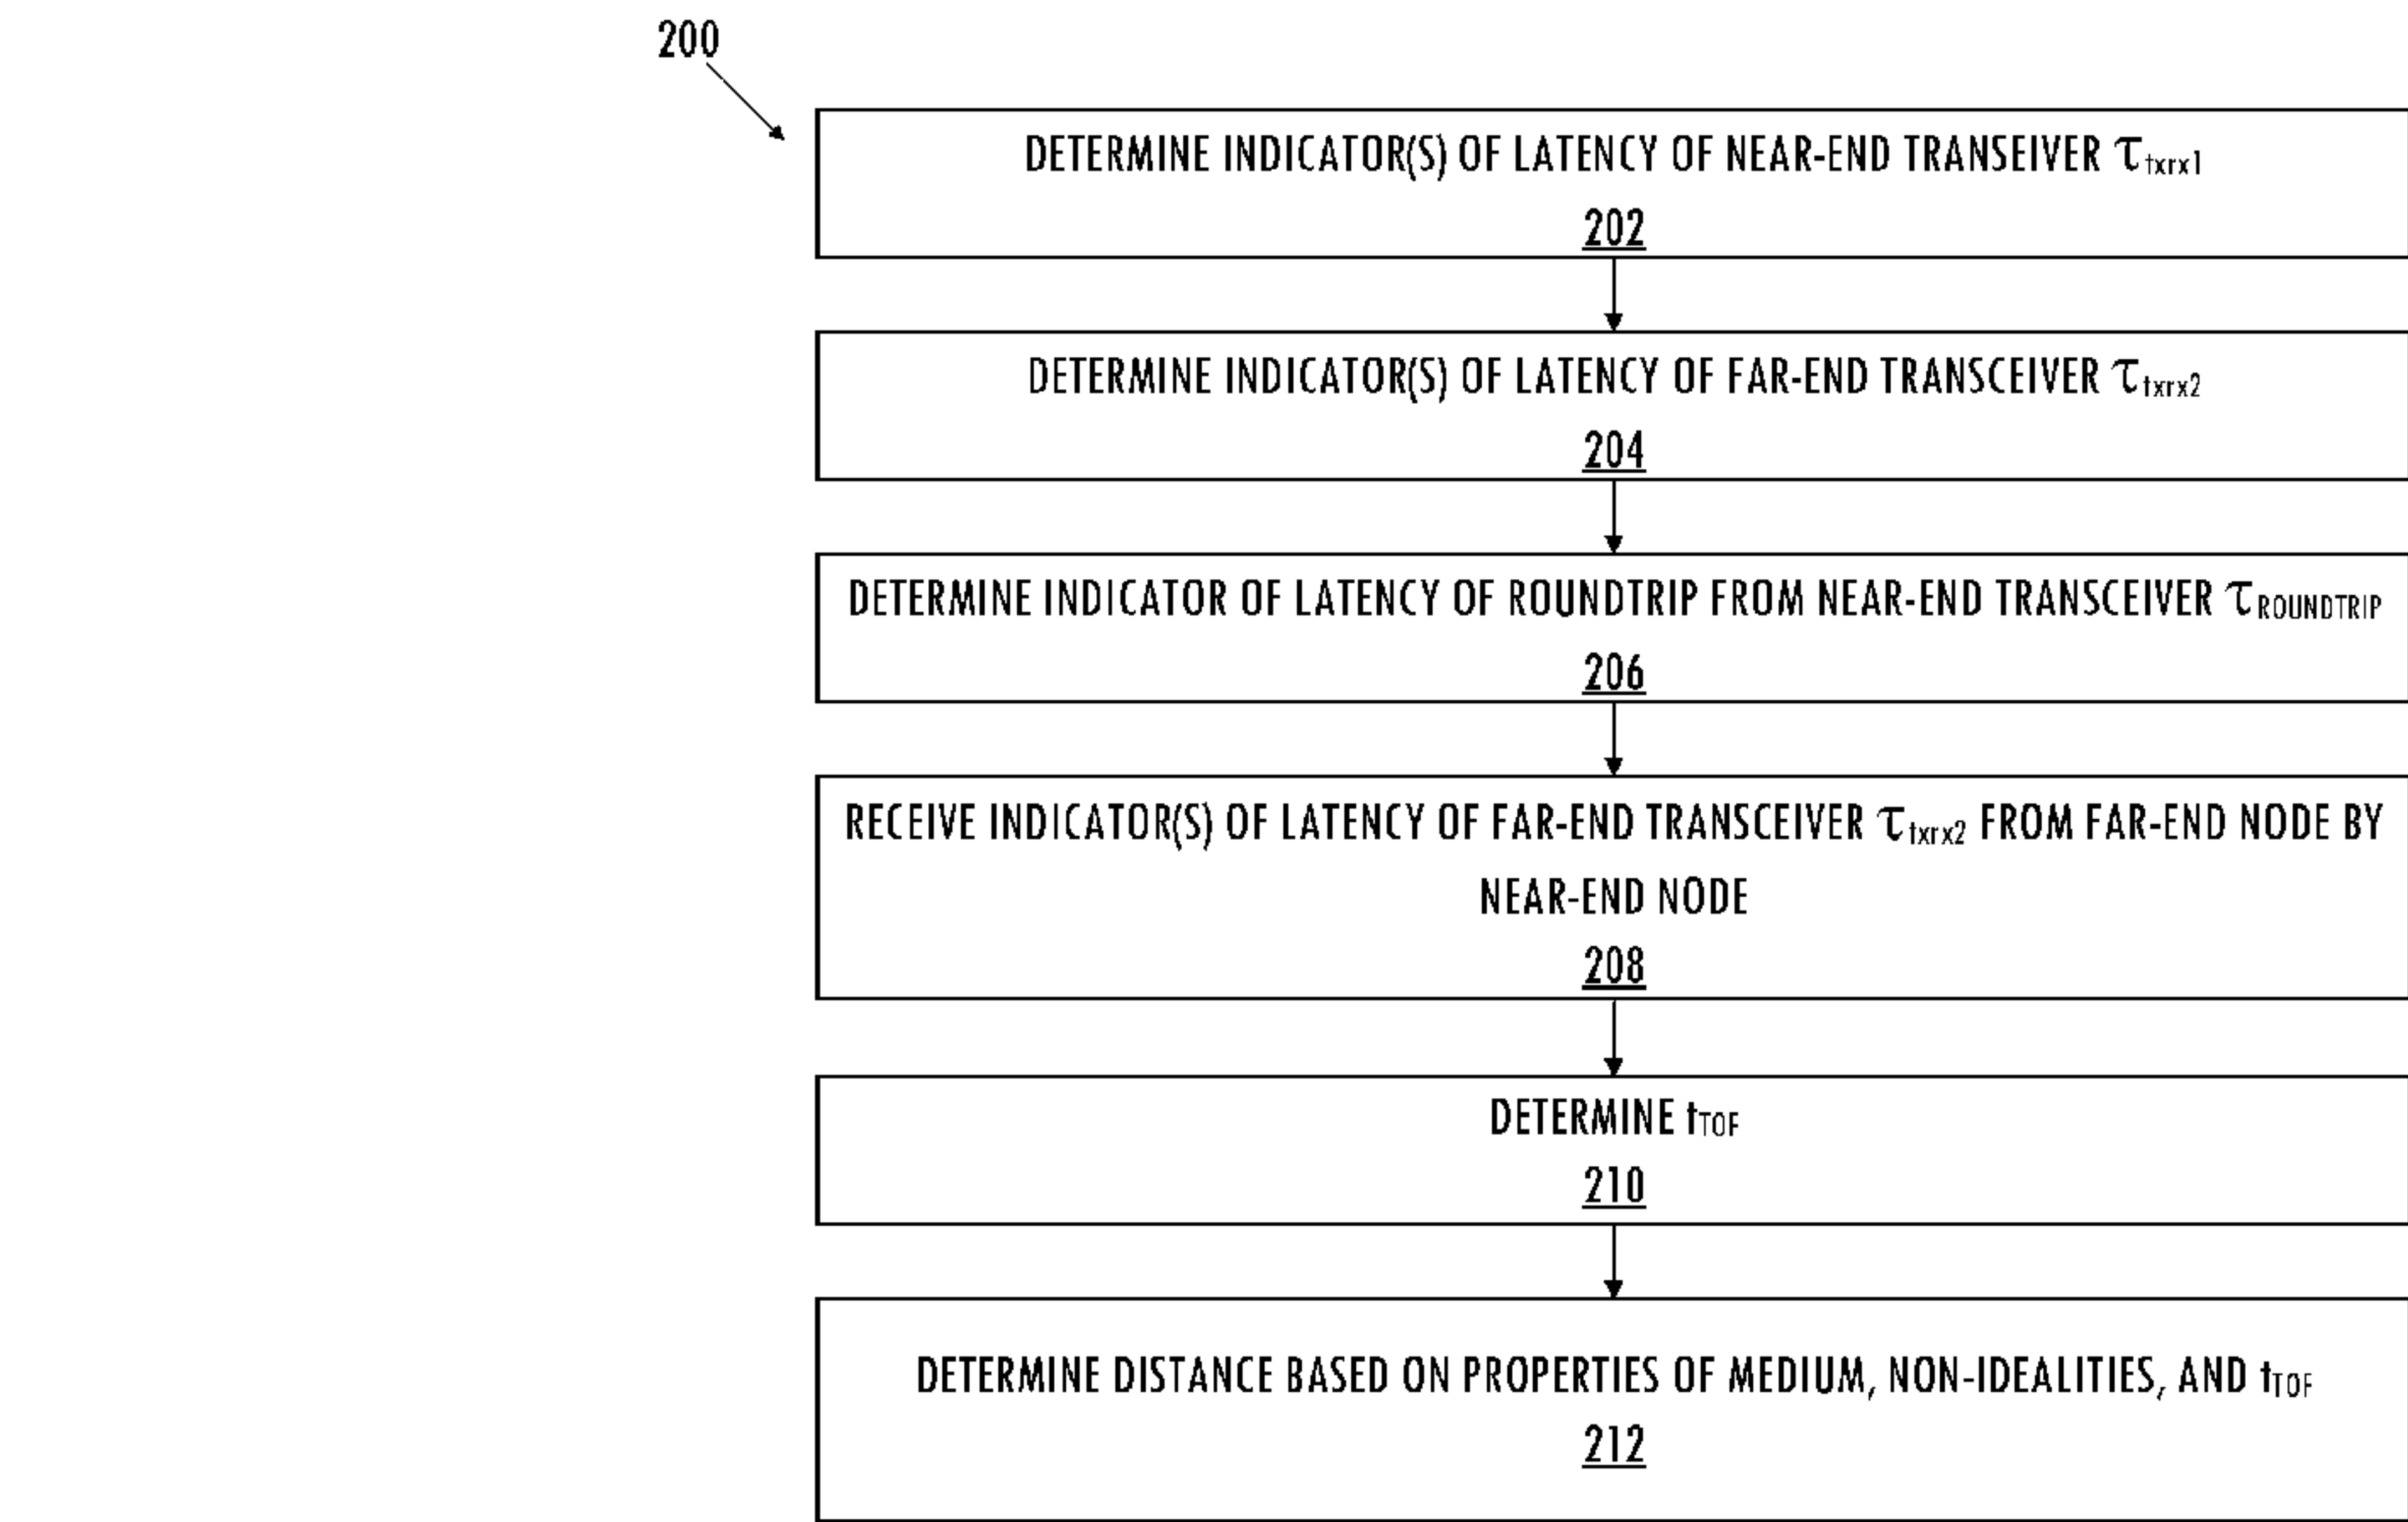 200
DETERMINE INDICATOR(S) OF LATENCY OF NEAR-END TRANSEIVER τtxrx1
202
DETERMINE INDICATOR(S) OF LATENCY OF FAR-END TRANSCEIVER τtxrx2
204
DETERMINE INDICATOR OF LATENCY OF ROUNDTRIP FROM NEAR-END TRANSCEIVER τROUNDTRIP
206
RECEIVE INDICATOR(S) OF LATENCY OF FAR-END TRANSCEIVER τtxrx2 FROM FAR-END NODE BY
NEAR-END NODE
208
DETERMINE tTOF
210
DETERMINE DISTANCE BASED ON PROPERTIES OF MEDIUM, NON-IDEALITIES, AND tTOF
212